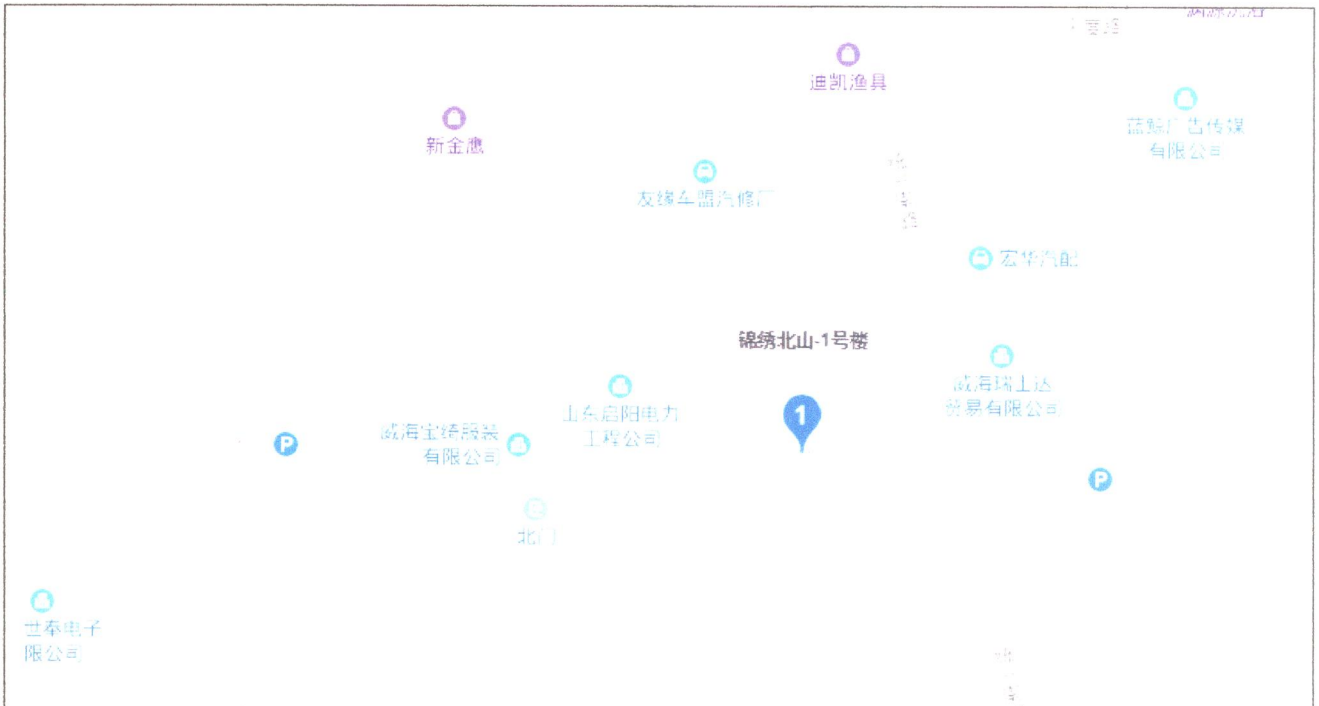 迪凯渔具
新金鹰
蓝鲸广告传媒
有限公司
友缘车盟汽修厂
宏华汽配
锦绣北山-1号楼
威海瑞士达
贸易有限公司
山东启阳电力
工程公司
1
威海宝绮服装
有限公司
P
P
北门
世奉电子
限公司